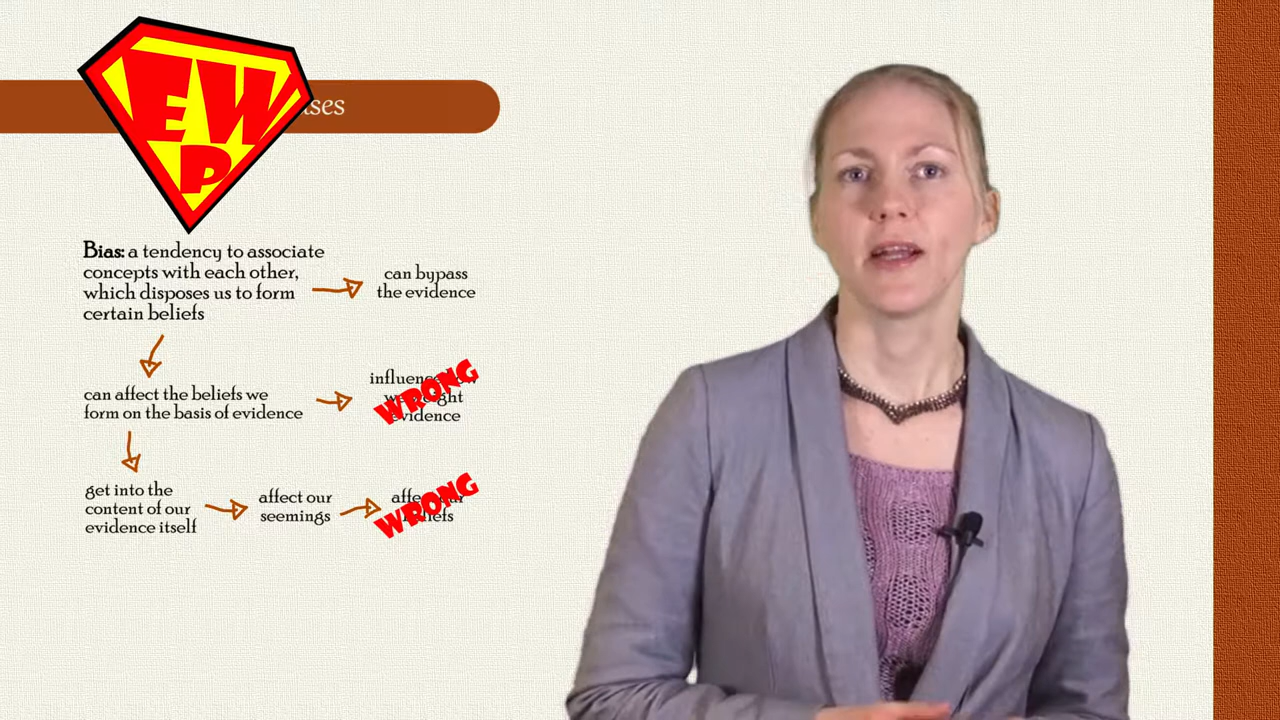 EW
P
Bias: a tendency to associate
concepts with each other,
which disposes us to form
certain beliefs
can bypass
the evidence
can affect the beliefs we
form on the basis of evidence
WRONG
evidence
get into the
content of our
evidence itself
affect our
seemings
WRONG